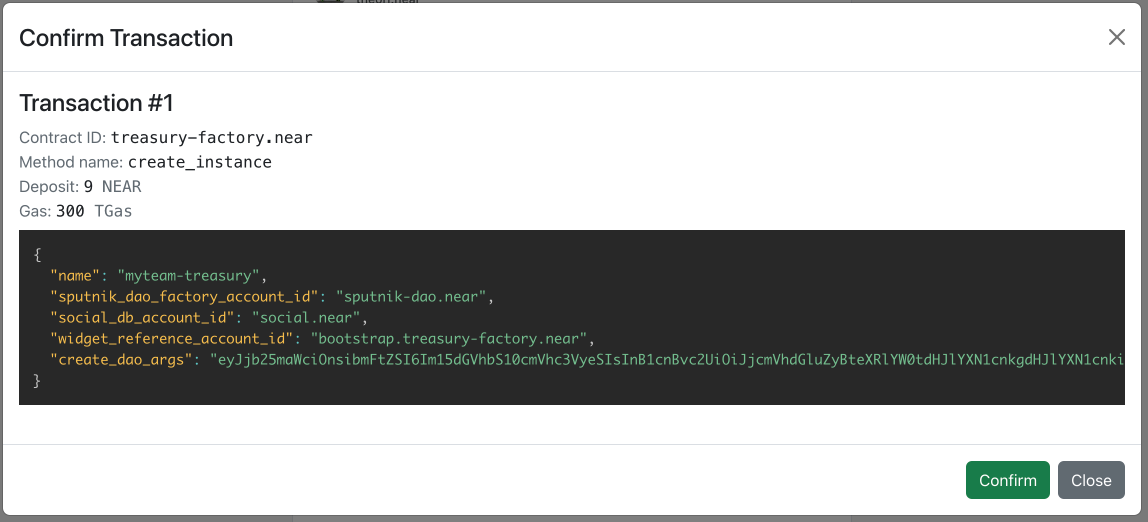 Confirm Transaction
Transaction #1
Contract ID: treasury-factory.near
Method name: create_instance
Deposit: 9 NEAR
Gas: 300 TGas
{
"name": "myteam-treasury",
"sputnik_dao_factory_account_id": "sputnik-dao.near",
"social_db_account_id": "social.near",
"widget_reference_account_id": "bootstrap.treasury-factory.near",
"create_dao_args": "eyJjb25maWciOnsibmFtZSI6Im15dGVhbS10cmVhc3VyeSIsInB1cnBvc2UiOiJjcmVhdGluZyBteXRlYW0tdHJlYXN1cnkgdHJlYXN1cnki
}
Confirm Close